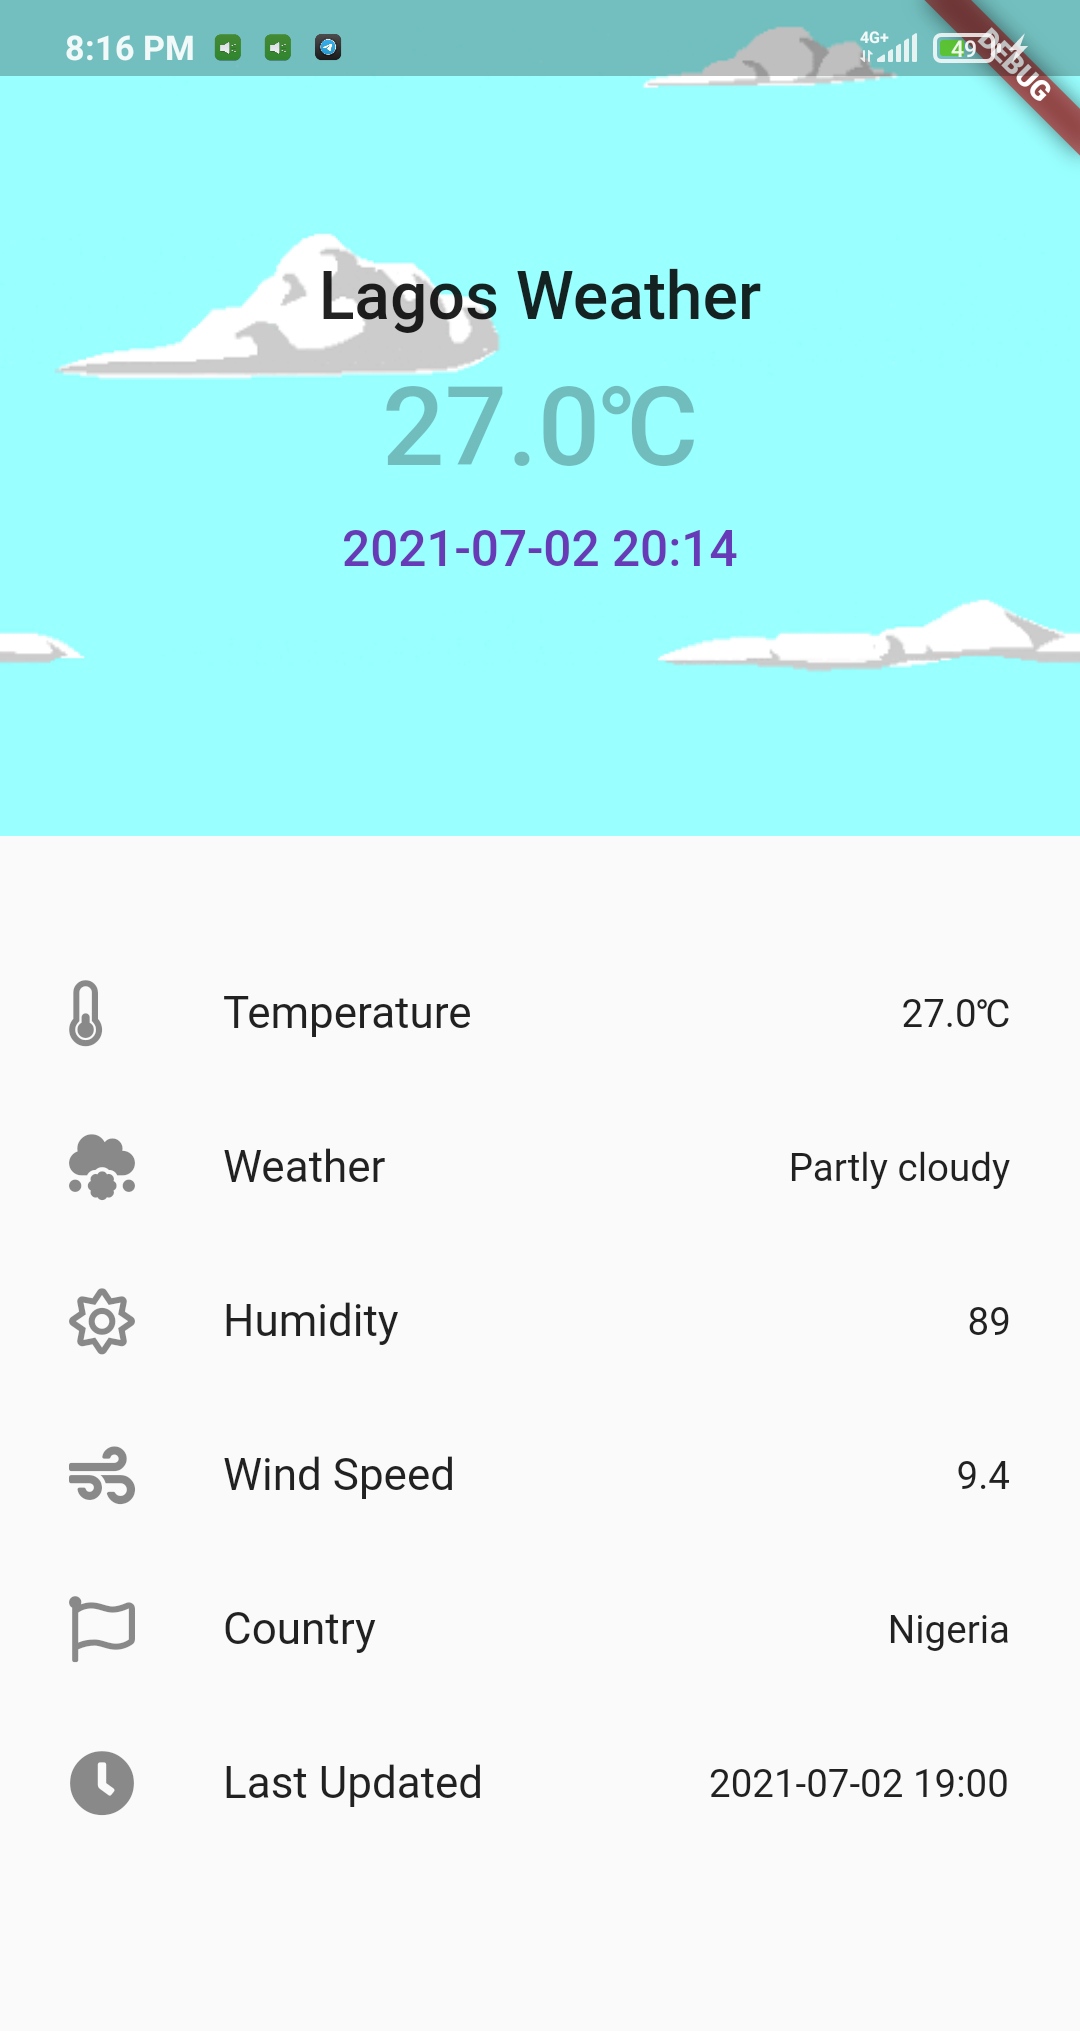 8:16 PM
4G+
49
DEBUG
Lagos Weather
27.0℃
2021-07-02 20:14
Temperature 27.0℃
Weather Partly cloudy
Humidity 89
Wind Speed 9.4
Country Nigeria
Last Updated 2021-07-02 19:00